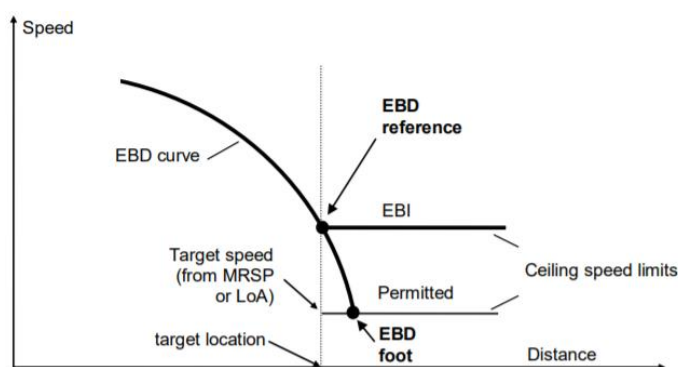 Speed
EBD
reference
EBD curve
EBI
Target speed
(from MRSP
or LoA)
Ceiling speed limits
Permitted
target location
EBD
foot
Distance